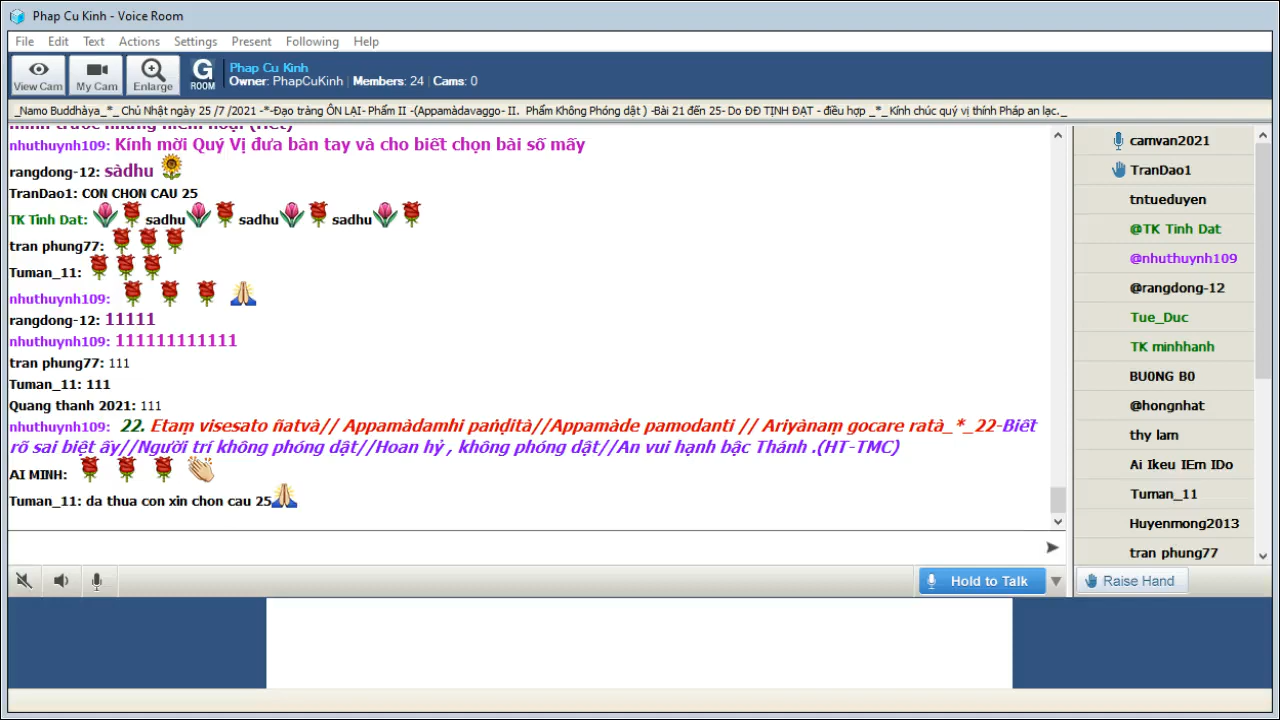 Phap Cu Kinh - Voice Room
File Edit Text Actions Settings Present Following Help
View Cam My Cam Enlarge G ROOM
Phap Cu Kinh
Owner: PhapCuKinh | Members: 24 | Cams: 0
_Namo Buddhàya_*_ Chủ Nhật ngày 25 /7 /2021 -*-Đạo tràng ÔN LẠI- Phẩm II -(Appamàdavaggo- II. Phẩm Không Phóng dật ) -Bài 21 đến 25- Do ĐĐ TỊNH ĐẠT - điều hợp _*_Kính chúc quý vị thính Pháp an lạc._
nhuthuynh109: Kính mời Quý Vị đưa bàn tay và cho biết chọn bài số mấy
rangdong-12: sàdhu
TranDao1: CON CHON CAU 25
TK Tinh Dat: sadhu sadhu sadhu
tran phung77:
Tuman_11:
nhuthuynh109:
rangdong-12: 11111
nhuthuynh109: 111111111111
tran phung77: 111
Tuman_11: 111
Quang thanh 2021: 111
nhuthuynh109: 22. Etaṃ visesato ñatvà// Appamàdamhi paṅḍità//Appamàde pamodanti // Ariyànaṃ gocare ratà_*_22-Biết
rõ sai biệt ấy//Người trí không phóng dật//Hoan hỷ , không phóng dật//An vui hạnh bậc Thánh .(HT-TMC)
AI MINH:
Tuman_11: da thua con xin chon cau 25
Hold to Talk
camvan2021
TranDao1
tntueduyen
@TK Tinh Dat
@nhuthuynh109
@rangdong-12
Tue_Duc
TK minhhanh
BU0NG B0
@hongnhat
thy lam
Ai Ikeu IEm IDo
Tuman_11
Huyenmong2013
tran phung77
Raise Hand